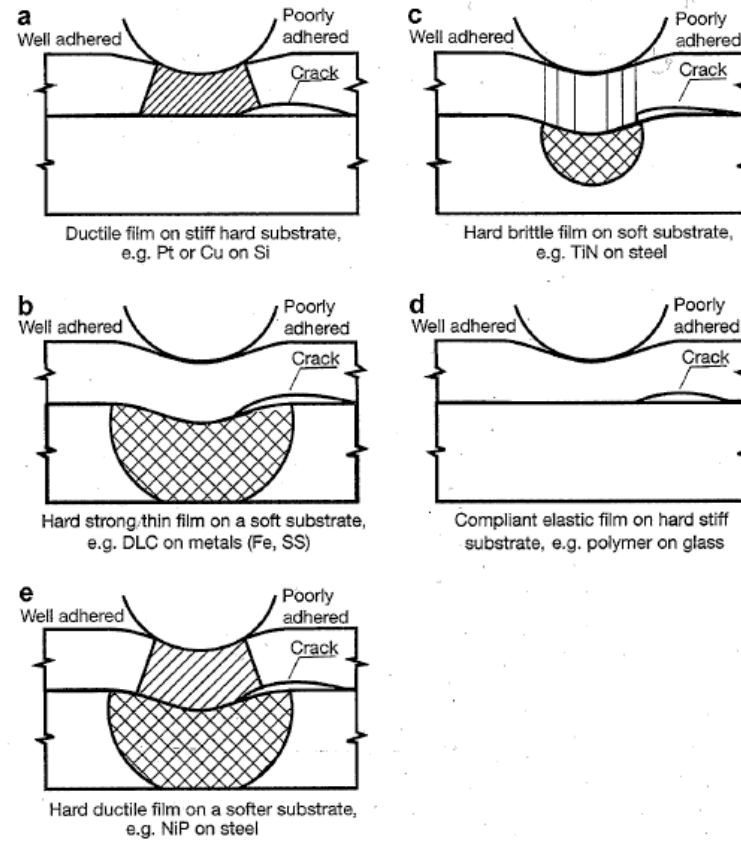 a
Well adhered
Poorly
adhered
Crack
Ductile film on stiff hard substrate,
e.g. Pt or Cu on Si
c
Well adhered
Poorly
adhered
Crack
Hard brittle film on soft substrate,
e.g. TiN on steel
b
Well adhered
Poorly
adhered
Crack
Hard strong/thin film on a soft substrate,
e.g. DLC on metals (Fe, SS)
d
Well adhered
Poorly
adhered
Crack
Compliant elastic film on hard stiff
substrate, e.g. polymer on glass
e
Well adhered
Poorly
adhered
Crack
Hard ductile film on a softer substrate,
e.g. NiP on steel